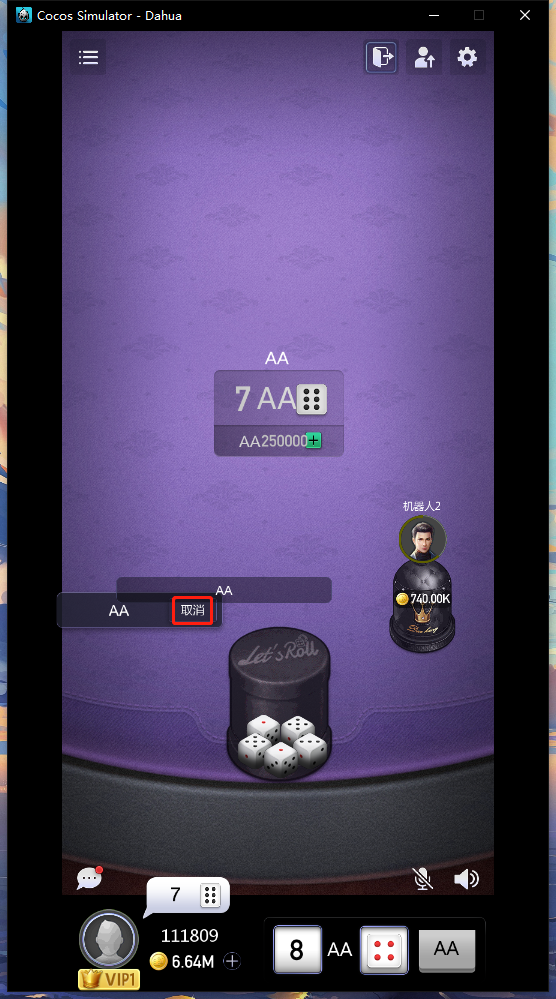 Cocos Simulator - Dahua
AA
7 AA
AA250000
机器人2
740.00K
AA
AA 取消
Let's Roll
7
111809
6.64M
VIP1
8 AA AA